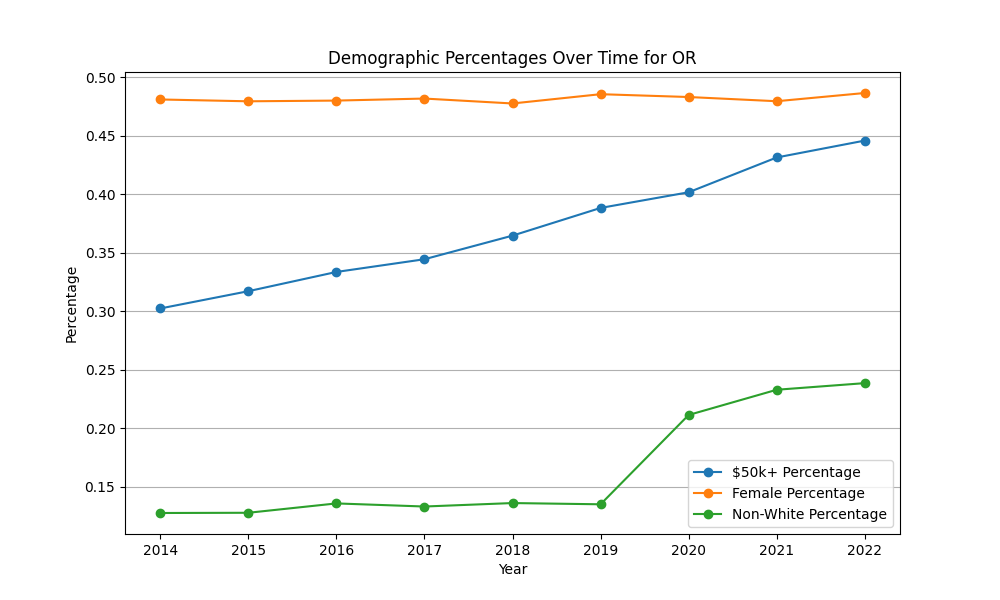 Demographic Percentages Over Time for OR
Percentage
0.50
0.45
0.40
0.35
0.30
0.25
0.20
0.15
$50k+ Percentage
Female Percentage
Non-White Percentage
2014 2015 2016 2017 2018 2019 2020 2021 2022
Year